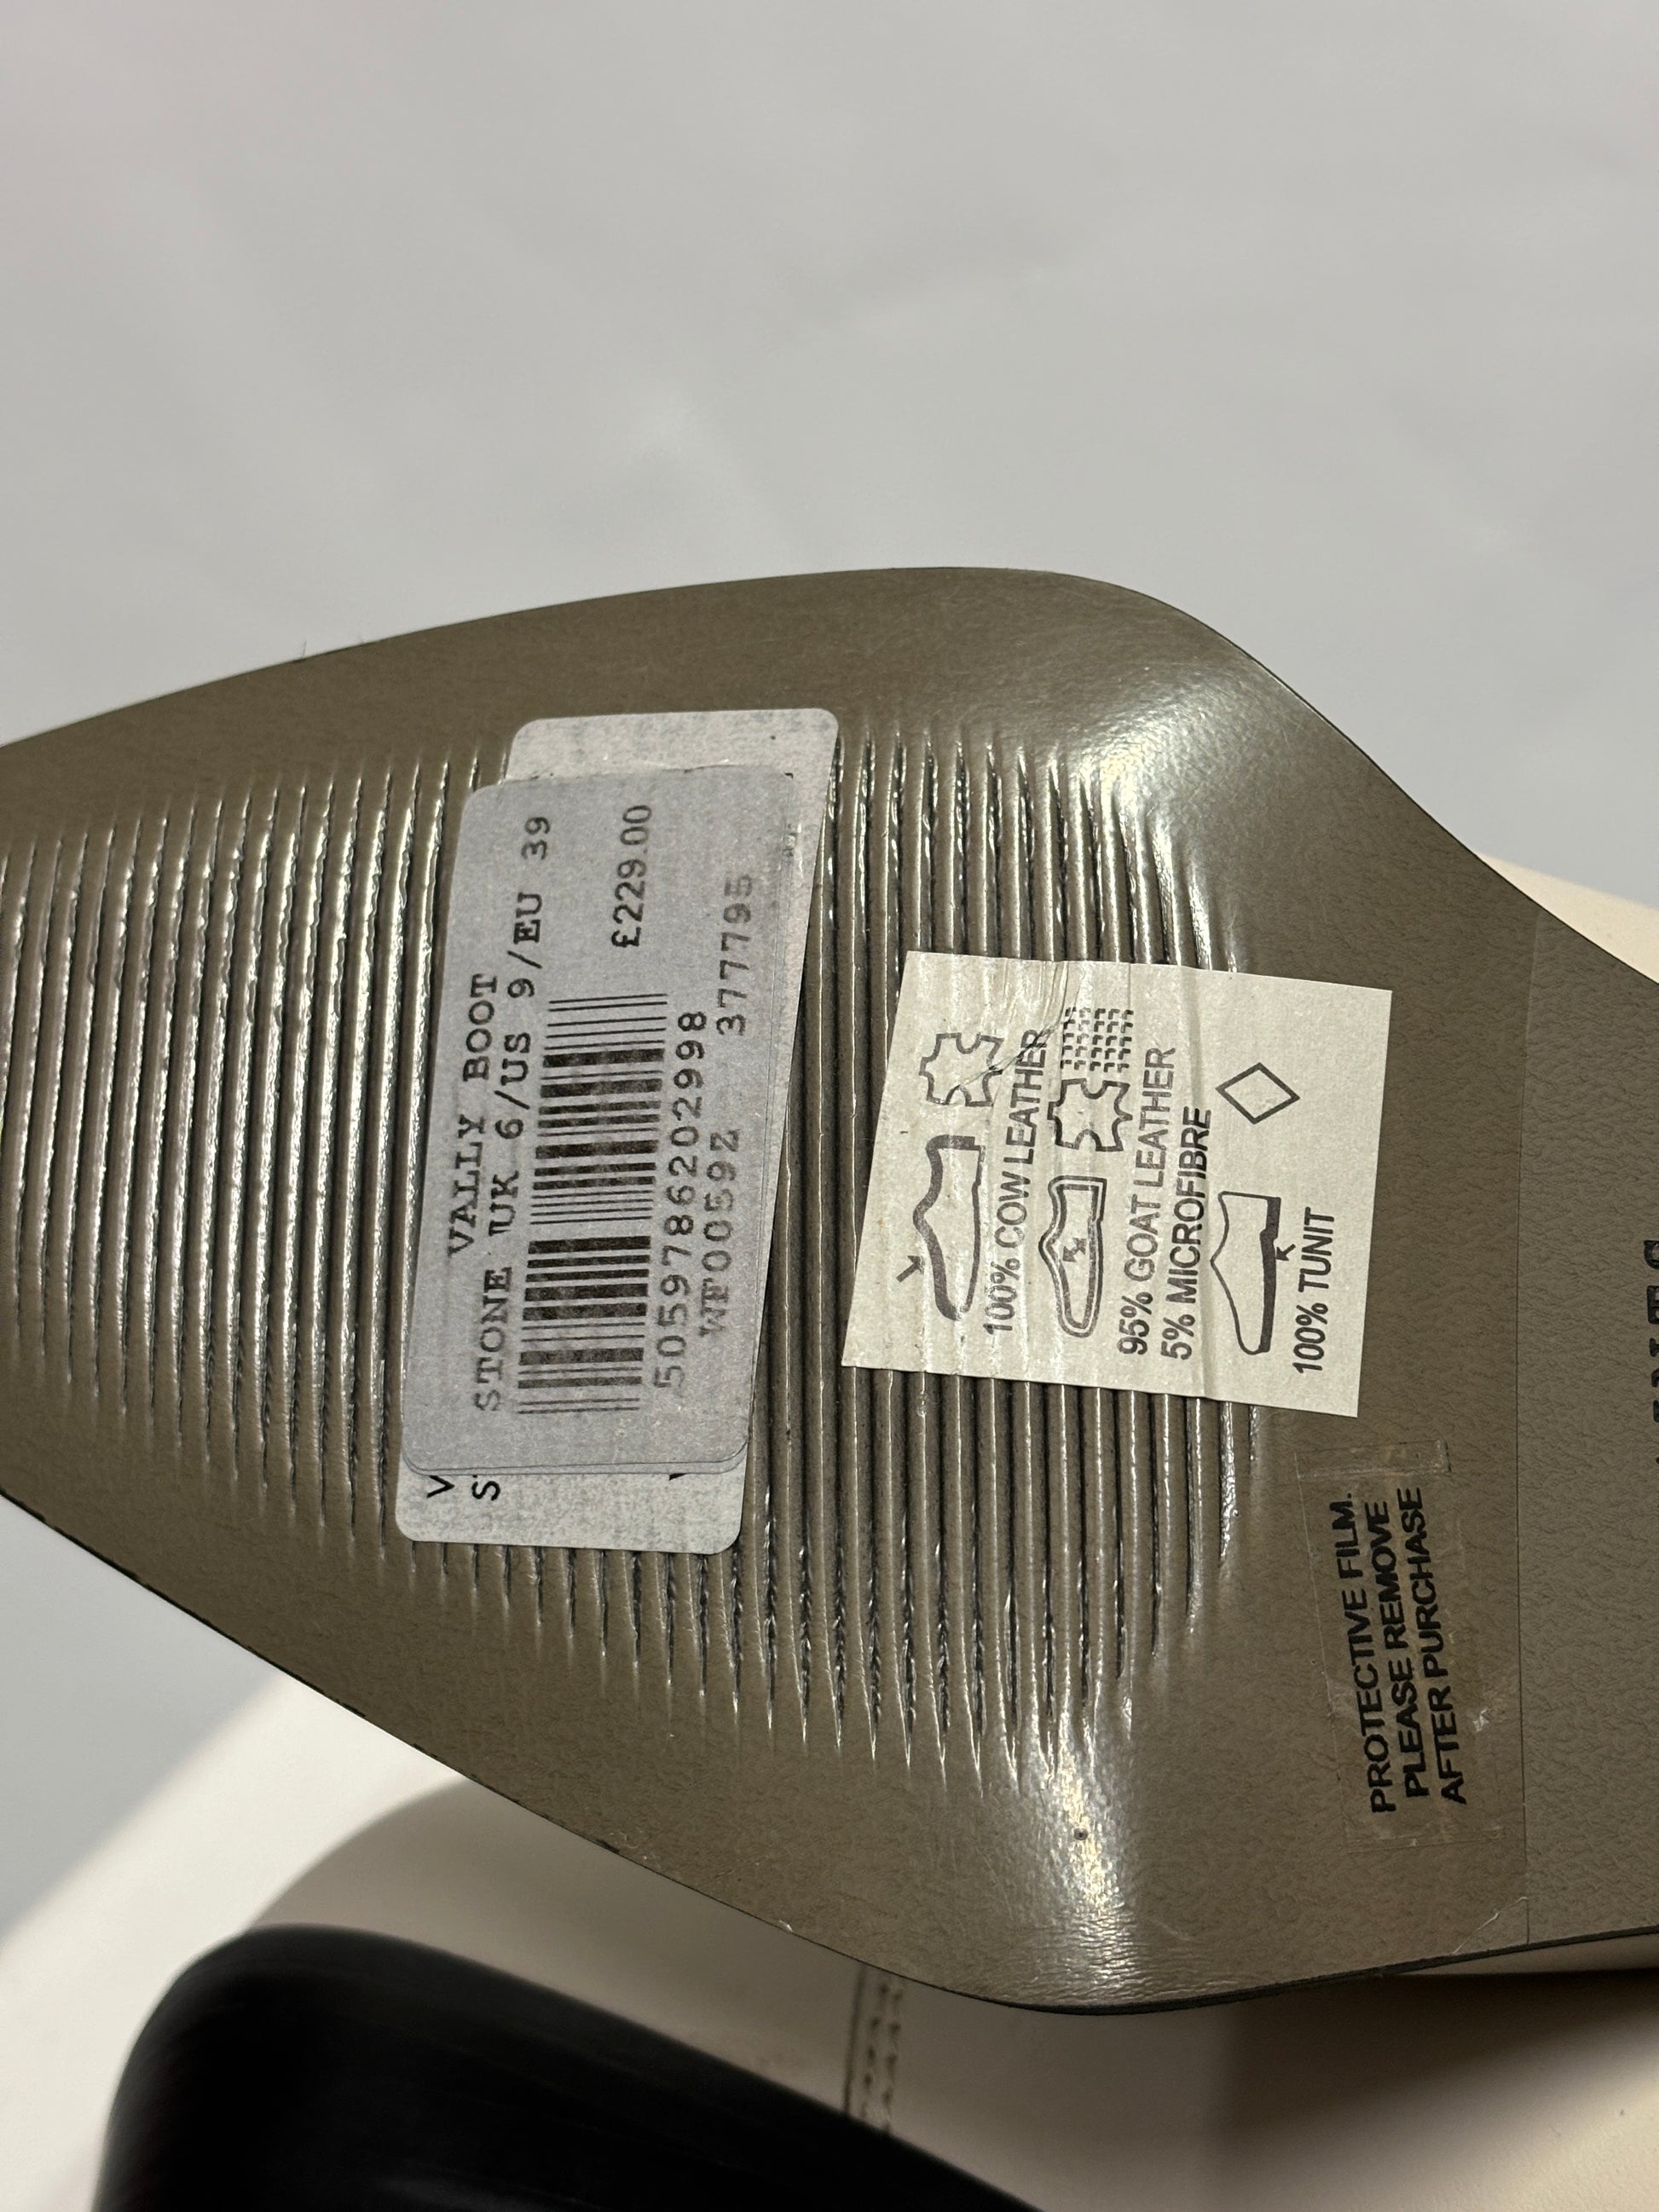 VALLY BOOT
STONE UK 6/US 9/EU 39
£229.00
5059786202998
WF0059Z 377795
V
S
100% COW LEATHER
95% GOAT LEATHER
5% MICROFIBRE
100% TUNIT
PROTECTIVE FILM.
PLEASE REMOVE
AFTER PURCHASE